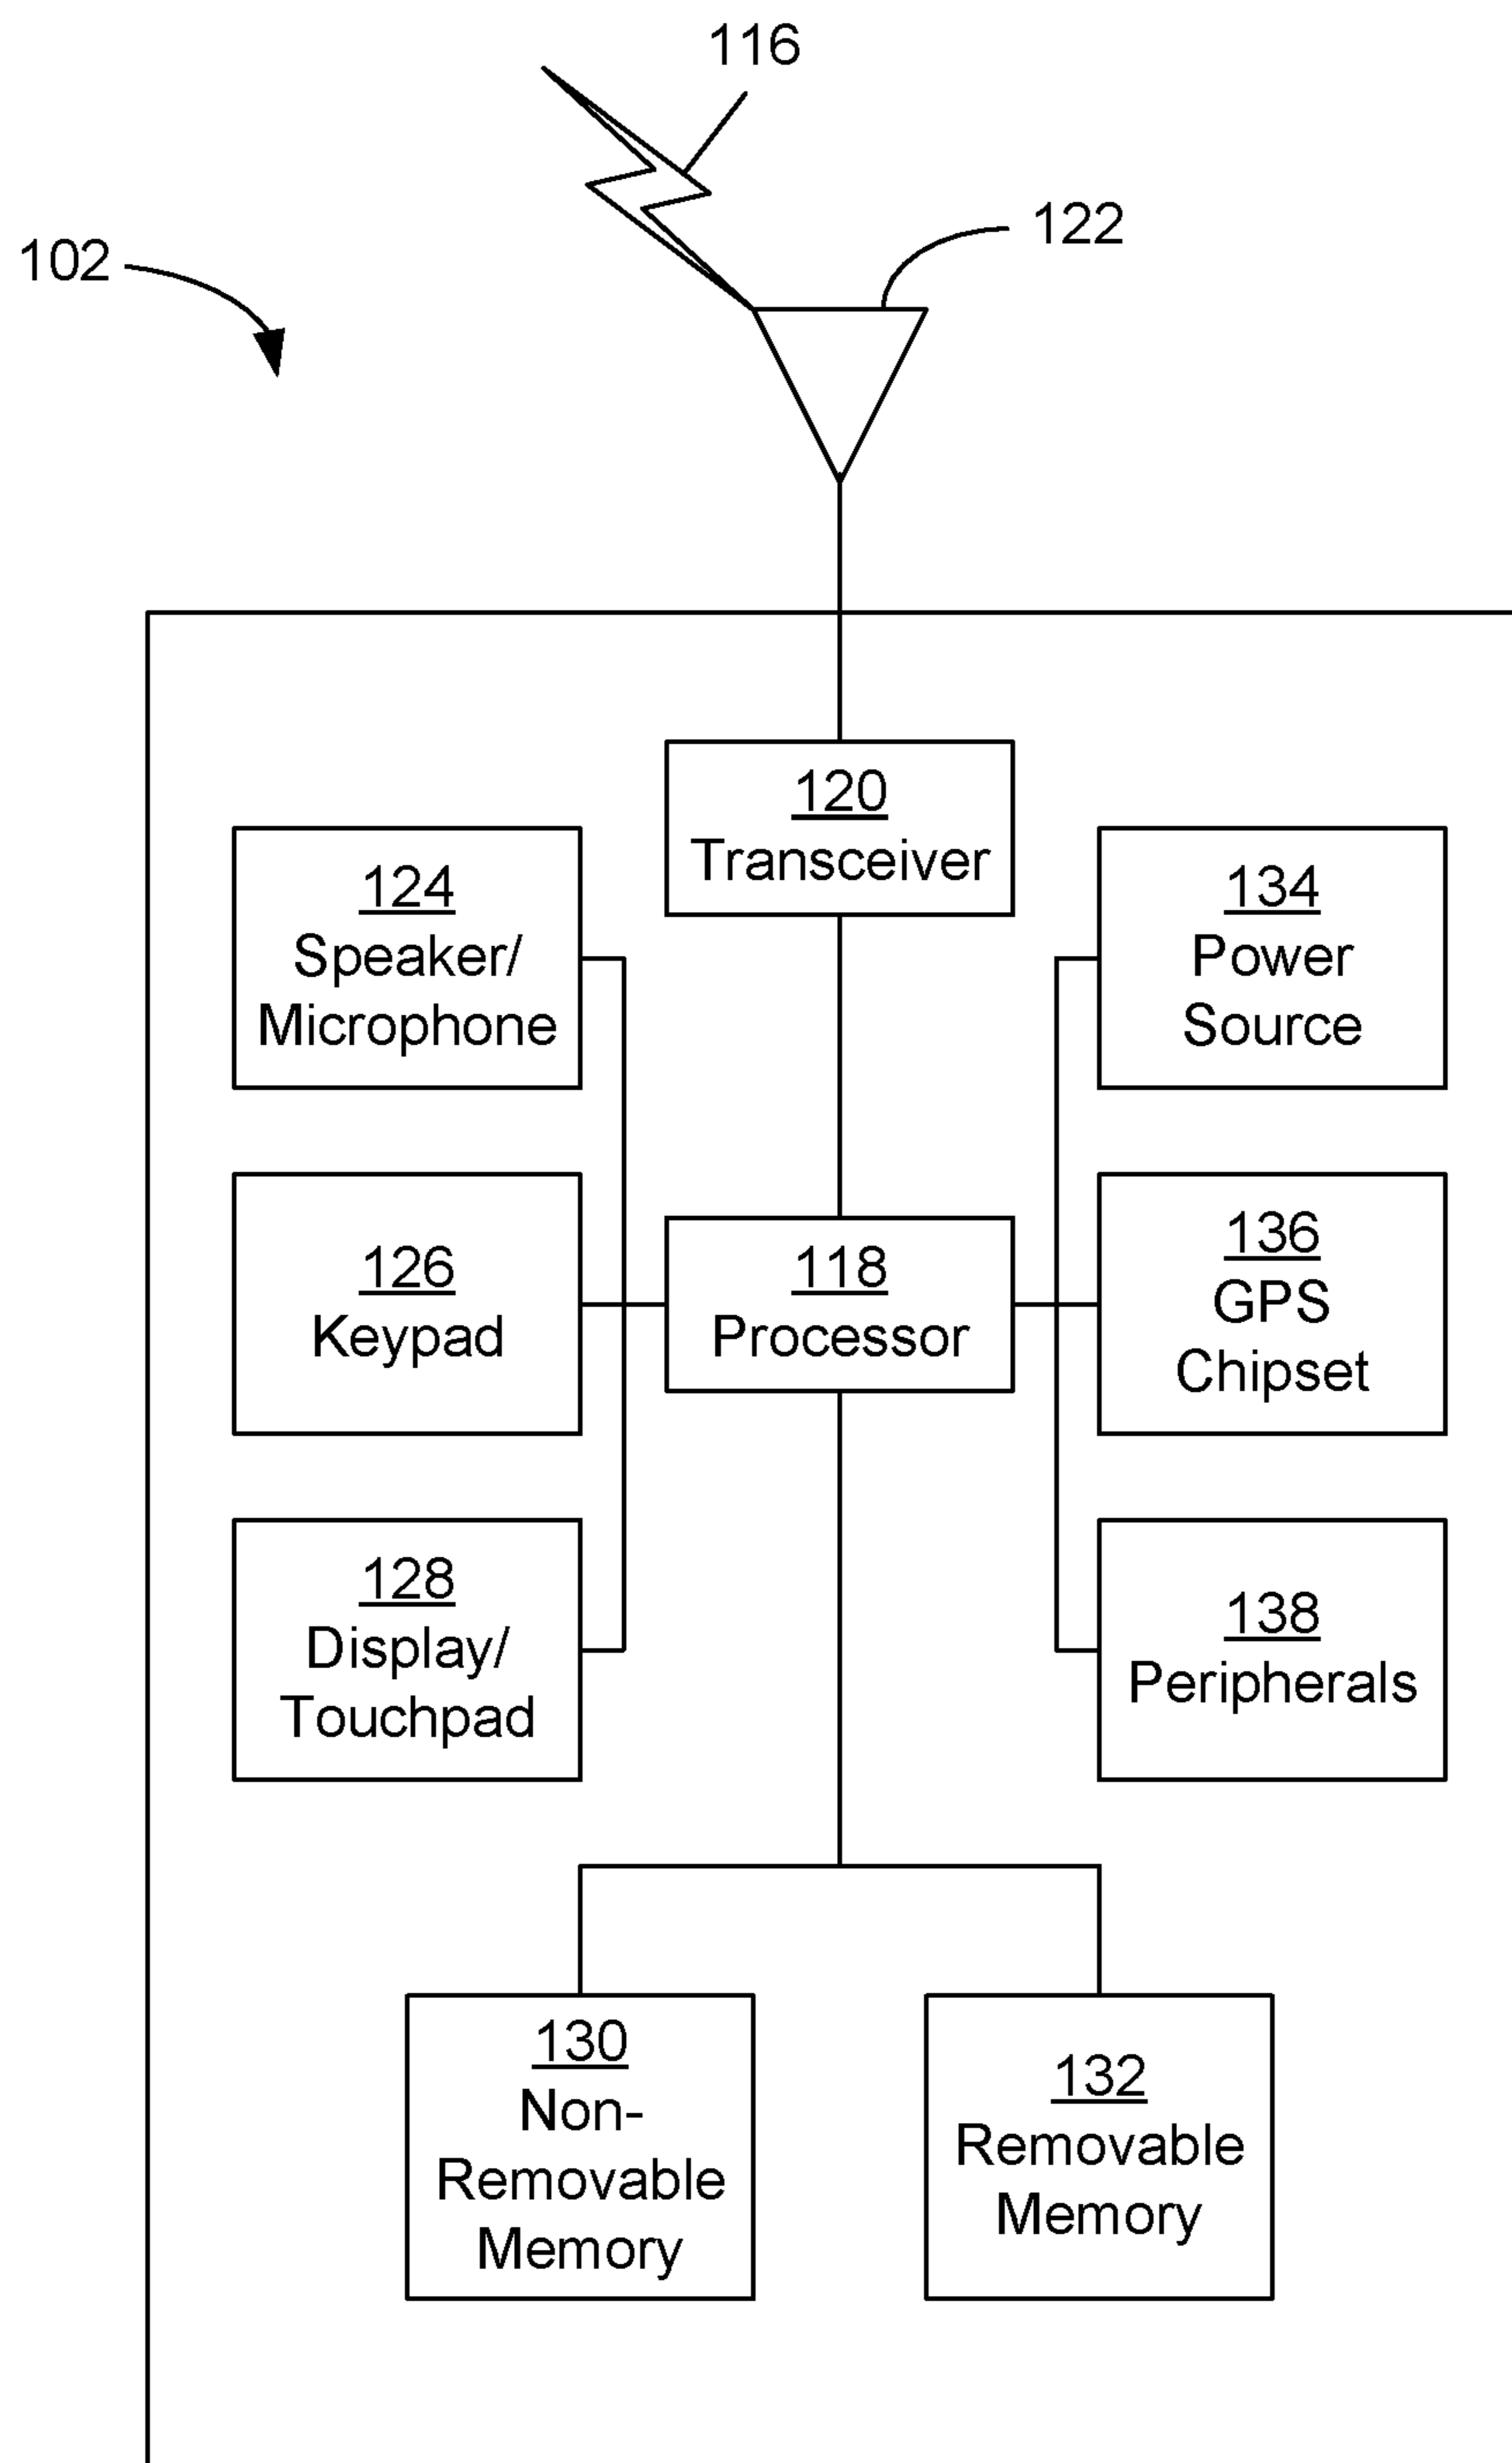 116
122
102
120
Transceiver
124
Speaker/
Microphone
134
Power
Source
126
Keypad
118
Processor
136
GPS
Chipset
128
Display/
Touchpad
138
Peripherals
130
Non-
Removable
Memory
132
Removable
Memory